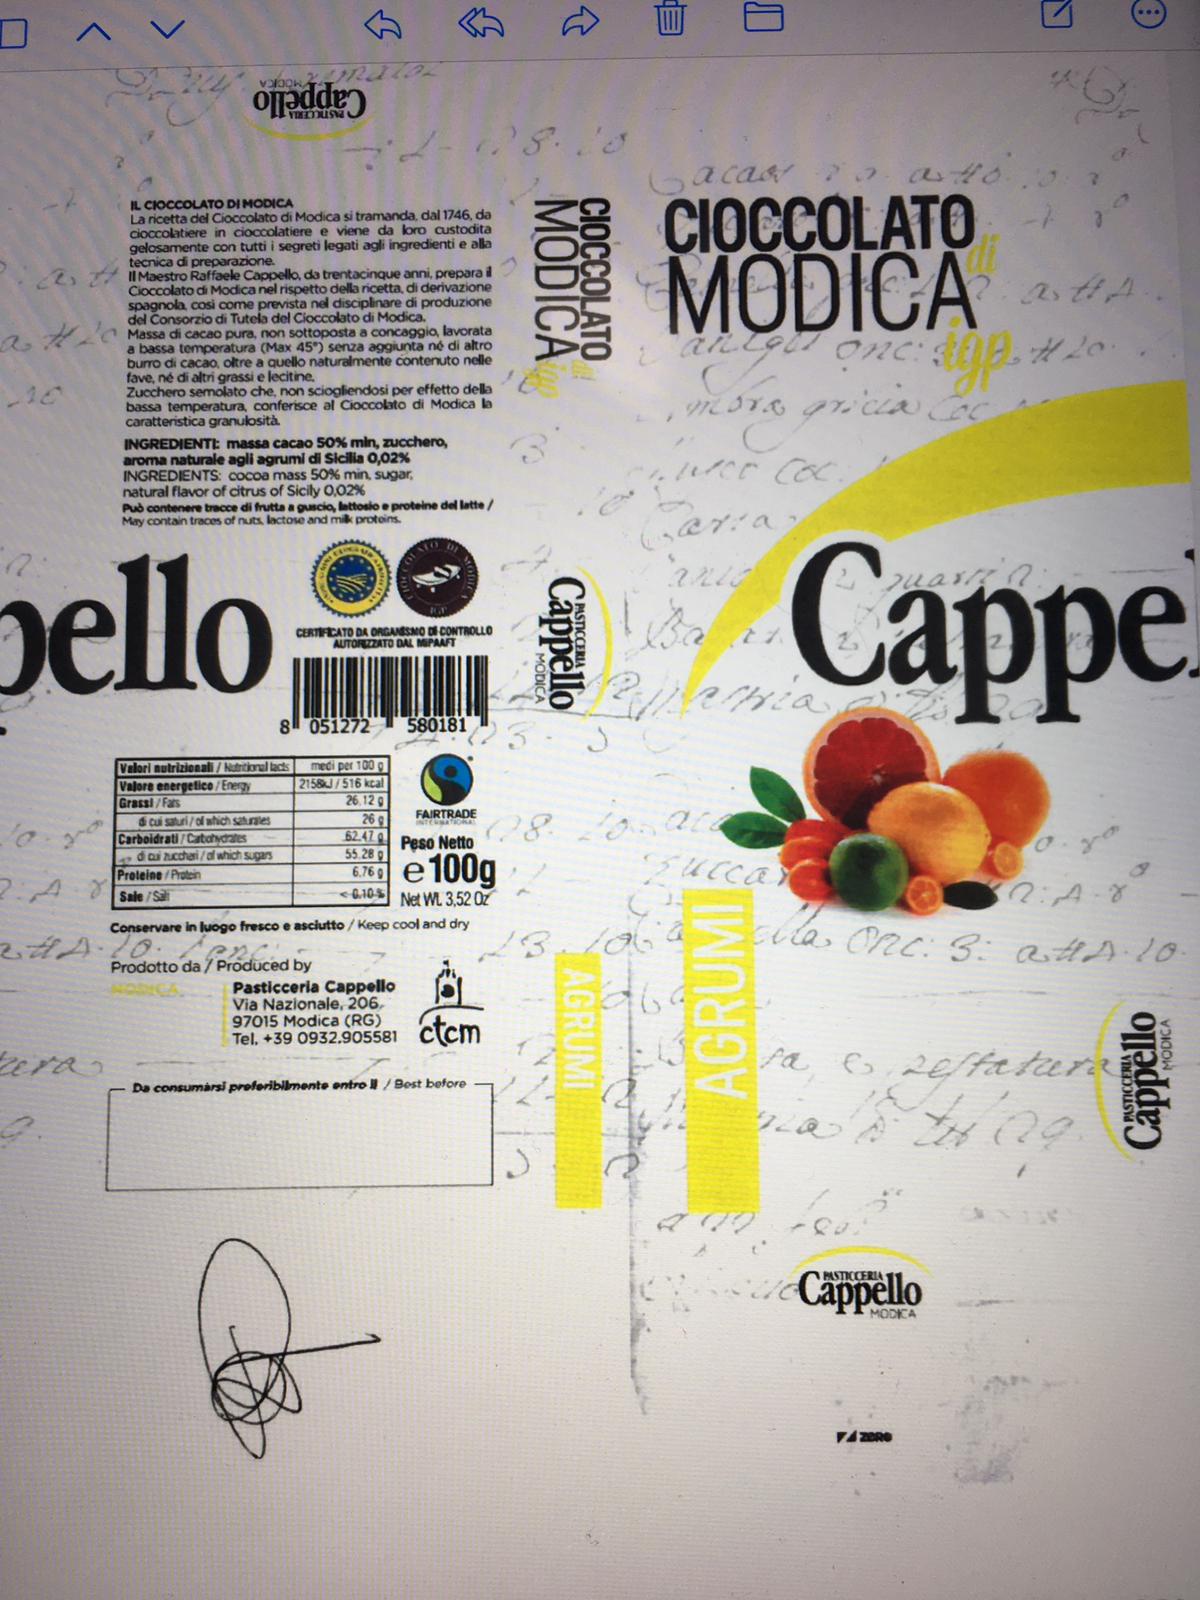 PASTICCERIA
Cappello
MODICA
IL CIOCCOLATO DI MODICA
La ricetta del Cioccolato di Modica si tramanda, dal 1746, da
cioccolatiere in cioccolatiere e viene da loro custodita
gelosamente con tutti i segreti legati agli ingredienti e alla
tecnica di preparazione.
Il Maestro Raffaele Cappello, da trentacinque anni, prepara il
Cioccolato di Modica nel rispetto della ricetta, di derivazione
spagnola, così come prevista nel disciplinare di produzione
del Consorzio di Tutela del Cioccolato di Modica.
Massa di cacao pura, non sottoposta a concaggio, lavorata
a bassa temperatura (Max 45°) senza aggiunta né di altro
burro di cacao, oltre a quello naturalmente contenuto nelle
fave, né di altri grassi e lecitine.
Zucchero semolato che, non sciogliendosi per effetto della
bassa temperatura, conferisce al Cioccolato di Modica la
caratteristica granulosità.
INGREDIENTI: massa cacao 50% min, zucchero,
aroma naturale agli agrumi di Sicilia 0,02%
INGREDIENTS: cocoa mass 50% min, sugar,
natural flavor of citrus of Sicily 0,02%
Può contenere tracce di frutta a guscio, lattosio e proteine del latte /
May contain traces of nuts, lactose and milk proteins.
ppello
CIOCCOLATO DI MODICA
IGP
CERTIFICATO DA ORGANISMO DI CONTROLLO
AUTORIZZATO DAL MIPAAFT
8 051272 580181
Valori nutrizionali / Nutritional facts medi per 100 g
Valore energetico / Energy 2158kJ / 516 kcal
Grassi / Fats 26,12 g
di cui saturi / of which saturates 26 g
Carboidrati / Carbohydrates 62,47 g
di cui zuccheri / of which sugars 55,28 g
Proteine / Protein 6,76 g
Sale / Salt < 0,10 %
FAIRTRADE
INTERNATIONAL
Peso Netto
e 100g
Net Wt. 3,52 Oz
Conservare in luogo fresco e asciutto / Keep cool and dry
Prodotto da / Produced by
MODICA
Pasticceria Cappello
Via Nazionale, 206,
97015 Modica (RG)
Tel. +39 0932.905581
ctcm
Da consumarsi preferibilmente entro il / Best before
CIOCCOLATO
di
MODICA
igp
PASTICCERIA
Cappello
MODICA
AGRUMI
CIOCCOLATO
di
MODICA
igp
Cappel
AGRUMI
PASTICCERIA
Cappello
MODICA
PASTICCERIA
Cappello
MODICA
ZERO